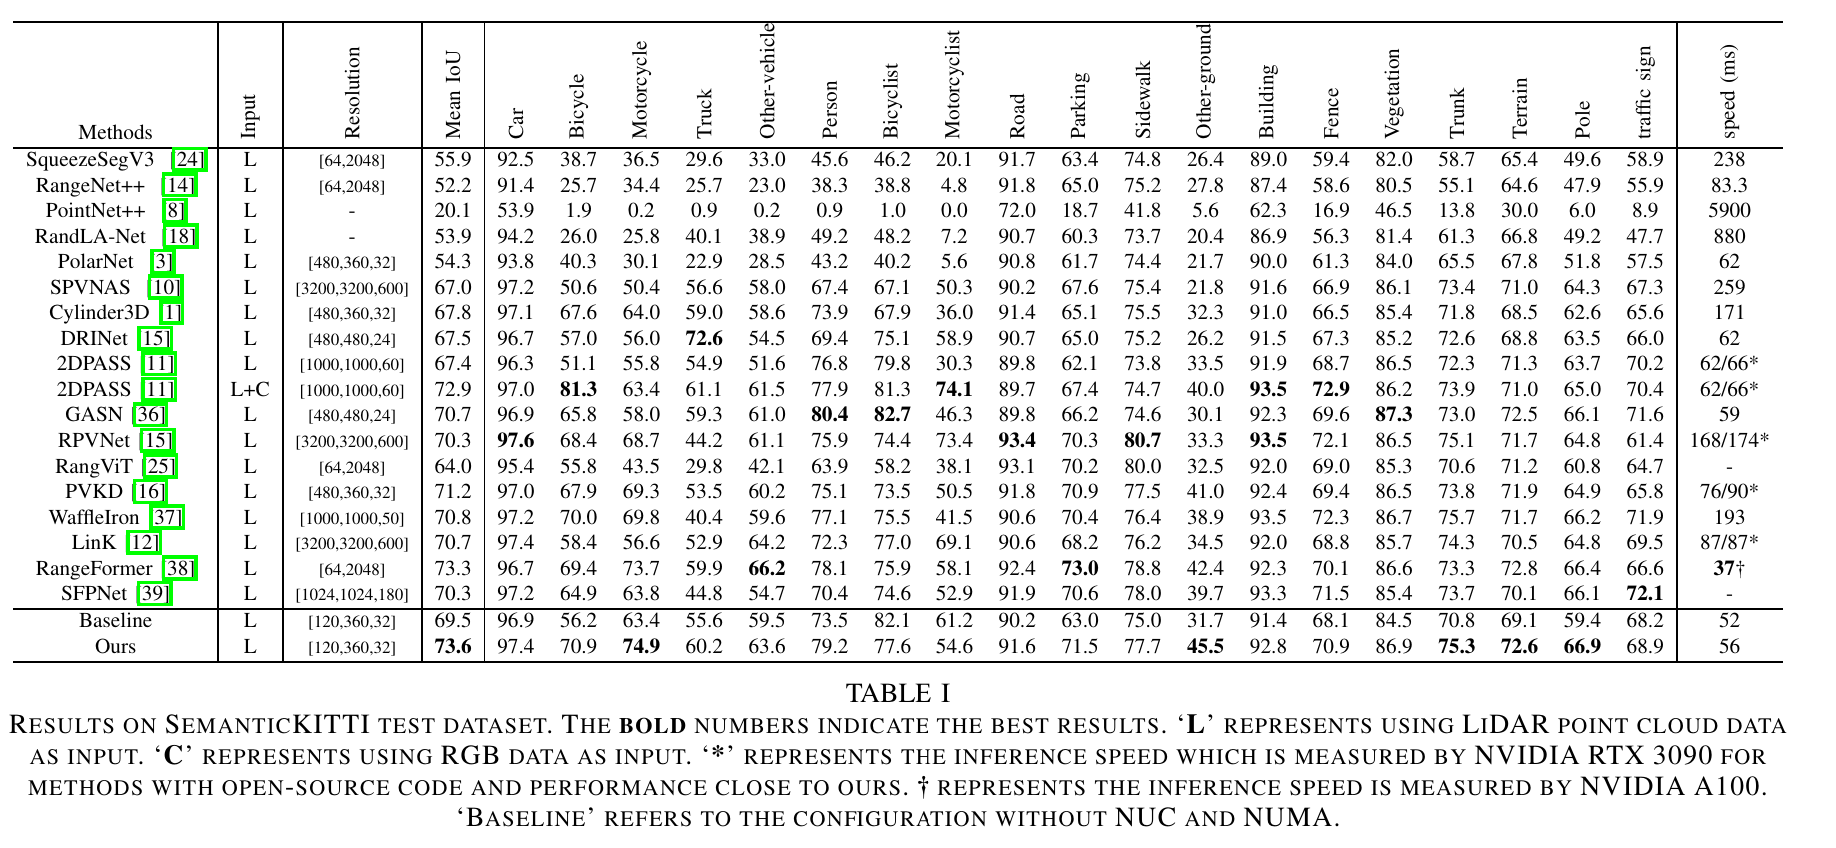 Methods Input Resolution Mean IoU Car Bicycle Motorcycle Truck Other-vehicle Person Bicyclist Motorcyclist Road Parking Sidewalk Other-ground Building Fence Vegetation Trunk Terrain Pole traffic sign speed (ms)
SqueezeSegV3 [24] L [64,2048] 55.9 92.5 38.7 36.5 29.6 33.0 45.6 46.2 20.1 91.7 63.4 74.8 26.4 89.0 59.4 82.0 58.7 65.4 49.6 58.9 238
RangeNet++ [14] L [64,2048] 52.2 91.4 25.7 34.4 25.7 23.0 38.3 38.8 4.8 91.8 65.0 75.2 27.8 87.4 58.6 80.5 55.1 64.6 47.9 55.9 83.3
PointNet++ [8] L - 20.1 53.9 1.9 0.2 0.9 0.2 0.9 1.0 0.0 72.0 18.7 41.8 5.6 62.3 16.9 46.5 13.8 30.0 6.0 8.9 5900
RandLA-Net [18] L - 53.9 94.2 26.0 25.8 40.1 38.9 49.2 48.2 7.2 90.7 60.3 73.7 20.4 86.9 56.3 81.4 61.3 66.8 49.2 47.7 880
PolarNet [3] L [480,360,32] 54.3 93.8 40.3 30.1 22.9 28.5 43.2 40.2 5.6 90.8 61.7 74.4 21.7 90.0 61.3 84.0 65.5 67.8 51.8 57.5 62
SPVNAS [10] L [3200,3200,600] 67.0 97.2 50.6 50.4 56.6 58.0 67.4 67.1 50.3 90.2 67.6 75.4 21.8 91.6 66.9 86.1 73.4 71.0 64.3 67.3 259
Cylinder3D [1] L [480,360,32] 67.8 97.1 67.6 64.0 59.0 58.6 73.9 67.9 36.0 91.4 65.1 75.5 32.3 91.0 66.5 85.4 71.8 68.5 62.6 65.6 171
DRINet [15] L [480,480,24] 67.5 96.7 57.0 56.0 72.6 54.5 69.4 75.1 58.9 90.7 65.0 75.2 26.2 91.5 67.3 85.2 72.6 68.8 63.5 66.0 62
2DPASS [11] L [1000,1000,60] 67.4 96.3 51.1 55.8 54.9 51.6 76.8 79.8 30.3 89.8 62.1 73.8 33.5 91.9 68.7 86.5 72.3 71.3 63.7 70.2 62/66*
2DPASS [11] L+C [1000,1000,60] 72.9 97.0 81.3 63.4 61.1 61.5 77.9 81.3 74.1 89.7 67.4 74.7 40.0 93.5 72.9 86.2 73.9 71.0 65.0 70.4 62/66*
GASN [36] L [480,480,24] 70.7 96.9 65.8 58.0 59.3 61.0 80.4 82.7 46.3 89.8 66.2 74.6 30.1 92.3 69.6 87.3 73.0 72.5 66.1 71.6 59
RPVNet [15] L [3200,3200,600] 70.3 97.6 68.4 68.7 44.2 61.1 75.9 74.4 73.4 93.4 70.3 80.7 33.3 93.5 72.1 86.5 75.1 71.7 64.8 61.4 168/174*
RangViT [25] L [64,2048] 64.0 95.4 55.8 43.5 29.8 42.1 63.9 58.2 38.1 93.1 70.2 80.0 32.5 92.0 69.0 85.3 70.6 71.2 60.8 64.7 -
PVKD [16] L [480,360,32] 71.2 97.0 67.9 69.3 53.5 60.2 75.1 73.5 50.5 91.8 70.9 77.5 41.0 92.4 69.4 86.5 73.8 71.9 64.9 65.8 76/90*
WaffleIron [37] L [1000,1000,50] 70.8 97.2 70.0 69.8 40.4 59.6 77.1 75.5 41.5 90.6 70.4 76.4 38.9 93.5 72.3 86.7 75.7 71.7 66.2 71.9 193
LinK [12] L [3200,3200,600] 70.7 97.4 58.4 56.6 52.9 64.2 72.3 77.0 69.1 90.6 68.2 76.2 34.5 92.0 68.8 85.7 74.3 70.5 64.8 69.5 87/87*
RangeFormer [38] L [64,2048] 73.3 96.7 69.4 73.7 59.9 66.2 78.1 75.9 58.1 92.4 73.0 78.8 42.4 92.3 70.1 86.6 73.3 72.8 66.4 66.6 37†
SFPNet [39] L [1024,1024,180] 70.3 97.2 64.9 63.8 44.8 54.7 70.4 74.6 52.9 91.9 70.6 78.0 39.7 93.3 71.5 85.4 73.7 70.1 66.1 72.1 -
Baseline L [120,360,32] 69.5 96.9 56.2 63.4 55.6 59.5 73.5 82.1 61.2 90.2 63.0 75.0 31.7 91.4 68.1 84.5 70.8 69.1 59.4 68.2 52
Ours L [120,360,32] 73.6 97.4 70.9 74.9 60.2 63.6 79.2 77.6 54.6 91.6 71.5 77.7 45.5 92.8 70.9 86.9 75.3 72.6 66.9 68.9 56
TABLE I
RESULTS ON SEMANTICKITTI TEST DATASET. THE BOLD NUMBERS INDICATE THE BEST RESULTS. ‘L’ REPRESENTS USING LIDAR POINT CLOUD DATA
AS INPUT. ‘C’ REPRESENTS USING RGB DATA AS INPUT. ‘*’ REPRESENTS THE INFERENCE SPEED WHICH IS MEASURED BY NVIDIA RTX 3090 FOR
METHODS WITH OPEN-SOURCE CODE AND PERFORMANCE CLOSE TO OURS. † REPRESENTS THE INFERENCE SPEED IS MEASURED BY NVIDIA A100.
‘BASELINE’ REFERS TO THE CONFIGURATION WITHOUT NUC AND NUMA.